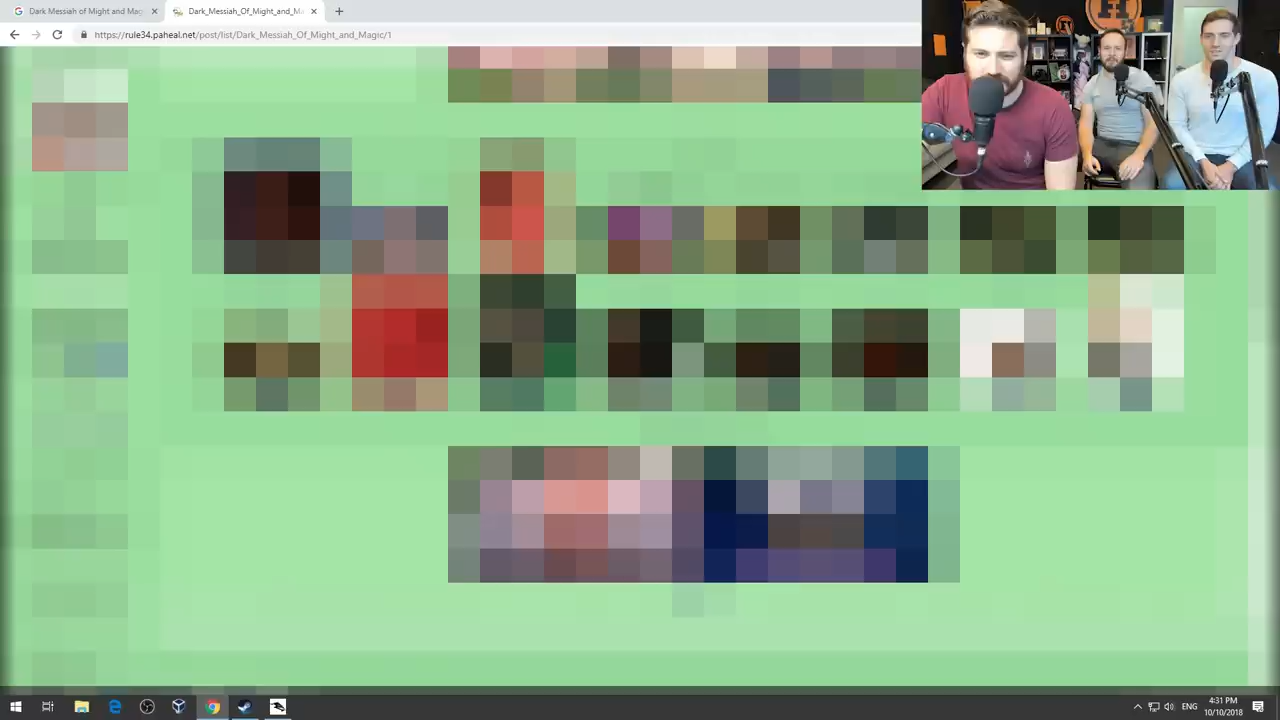 Dark Messiah of Might and Mag
Dark_Messiah_Of_Might_and_Ma
https://rule34.paheal.net/post/list/Dark_Messiah_Of_Might_and_Magic/1
ENG
4:31 PM
10/10/2018